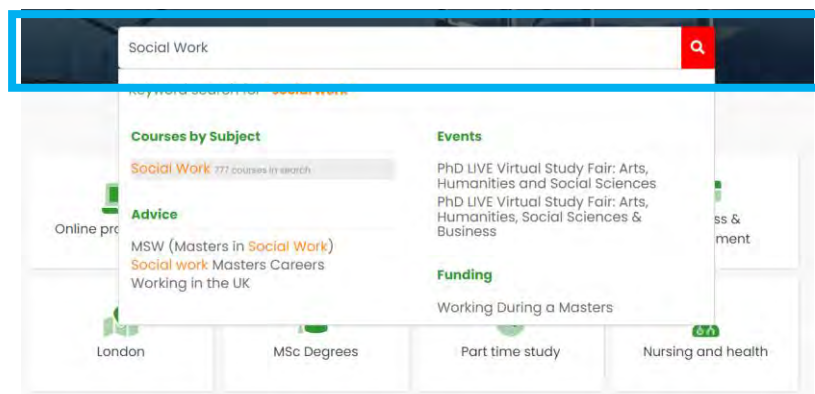 Social Work
Keyword search for "Social Work"
Courses by Subject
Social Work 777 courses in search
Advice
MSW (Masters in Social Work)
Social work Masters Careers
Working in the UK
Events
PhD LIVE Virtual Study Fair: Arts,
Humanities and Social Sciences
PhD LIVE Virtual Study Fair: Arts,
Humanities, Social Sciences &
Business
Funding
Working During a Masters
Online
&
London
MSc Degrees
Part time study
Nursing and health